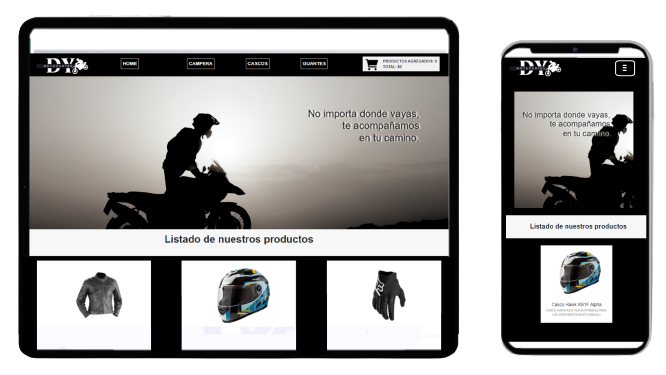 DY
HOME
CAMPERA
CASCOS
GUANTES
PRODUCTOS AGREGADOS: 0
TOTAL: $0
No importa donde vayas,
te acompañamos
en tu camino.
Listado de nuestros productos
DY
No importa donde vayas,
te acompañamos
en tu camino.
Listado de nuestros productos
Casco Hawk RS1F Alpha